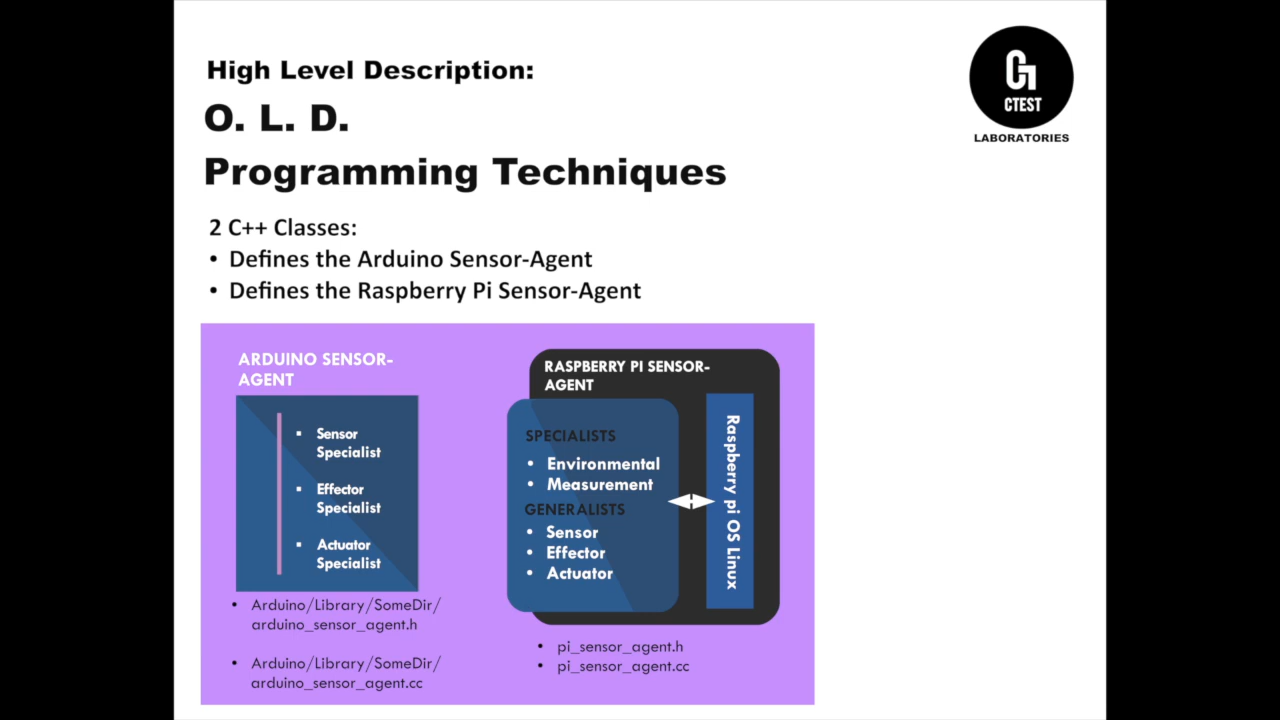 High Level Description:
O. L. D.
Programming Techniques
CTEST
LABORATORIES
2 C++ Classes:
• Defines the Arduino Sensor-Agent
• Defines the Raspberry Pi Sensor-Agent
ARDUINO SENSOR-
AGENT
▪ Sensor
Specialist
▪ Effector
Specialist
▪ Actuator
Specialist
• Arduino/Library/SomeDir/
arduino_sensor_agent.h
• Arduino/Library/SomeDir/
arduino_sensor_agent.cc
RASPBERRY PI SENSOR-
AGENT
SPECIALISTS
• Environmental
• Measurement
GENERALISTS
• Sensor
• Effector
• Actuator
Raspberry pi OS Linux
• pi_sensor_agent.h
• pi_sensor_agent.cc